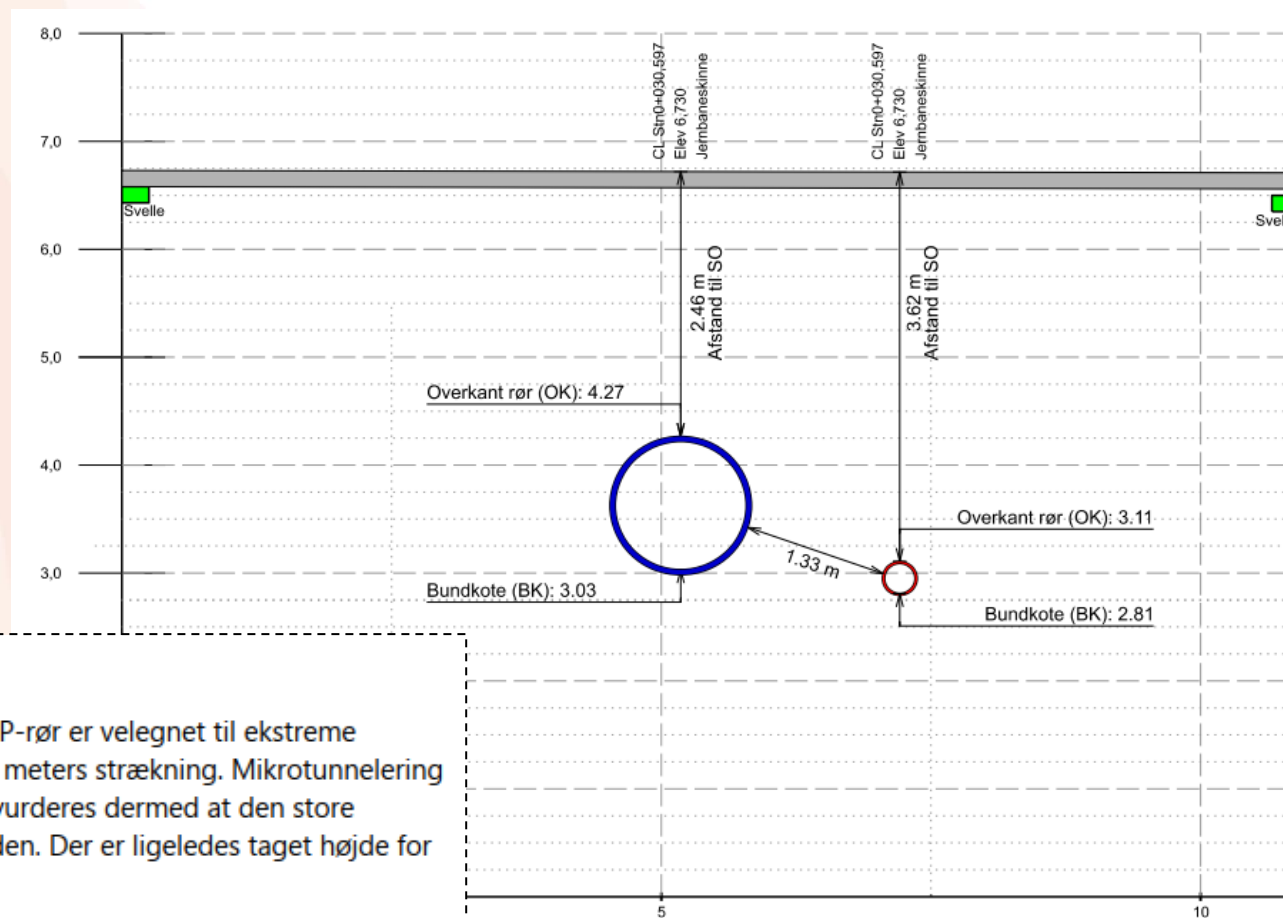 8,0
7,0
6,0
5,0
4,0
3,0
CL Stn0+030,597
Elev 6,730
Jernbaneskinne
CL Stn0+030,597
Elev 6,730
Jernbaneskinne
Svelle
Svel
2.46 m
Afstand til SO
3.62 m
Afstand til SO
Overkant rør (OK): 4.27
Overkant rør (OK): 3.11
1.33 m
Bundkote (BK): 3.03
Bundkote (BK): 2.81
P-rør er velegnet til ekstreme
meters strækning. Mikrotunnelering
vurderes dermed at den store
den. Der er ligeledes taget højde for
5
10